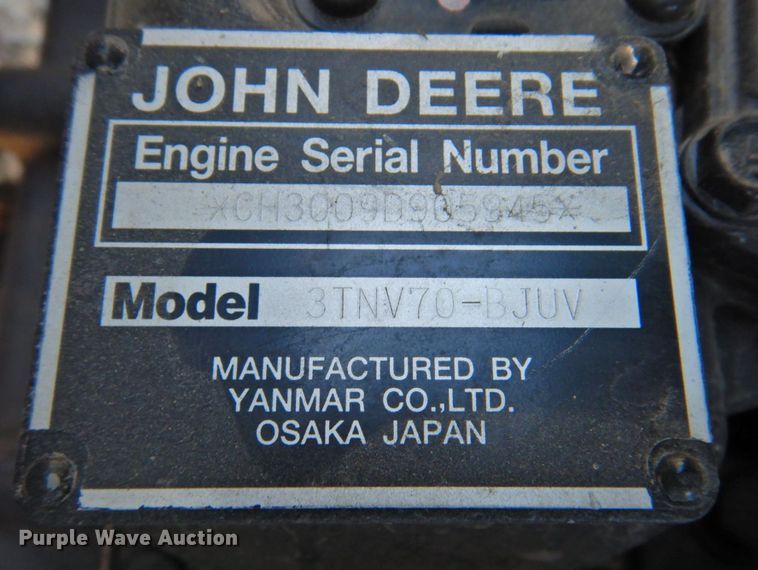 JOHN DEERE
Engine Serial Number
*CH3009D905945*
Model 3TNV70-BJUV
MANUFACTURED BY
YANMAR CO.,LTD.
OSAKA JAPAN
Purple Wave Auction